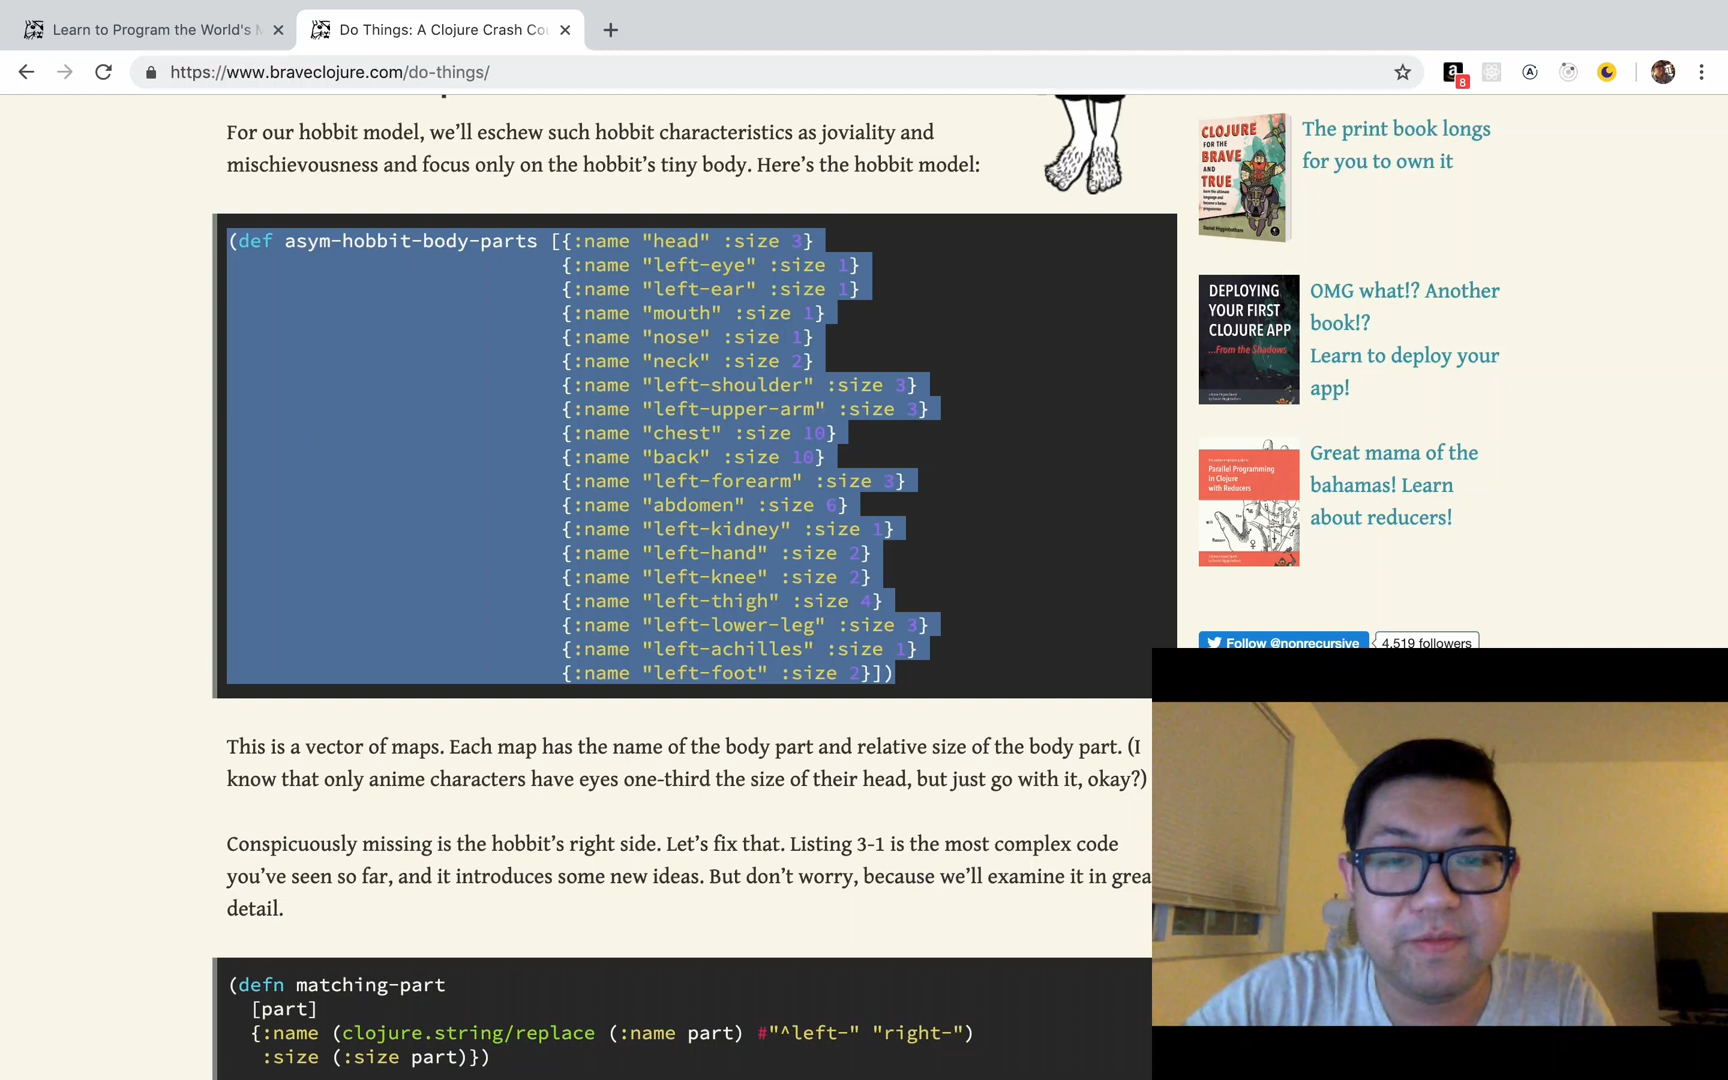 Learn to Program the World's M
Do Things: A Clojure Crash Cou
https://www.braveclojure.com/do-things/
8
For our hobbit model, we’ll eschew such hobbit characteristics as joviality and
mischievousness and focus only on the hobbit’s tiny body. Here’s the hobbit model:
(def asym-hobbit-body-parts [{:name "head" :size 3}
{:name "left-eye" :size 1}
{:name "left-ear" :size 1}
{:name "mouth" :size 1}
{:name "nose" :size 1}
{:name "neck" :size 2}
{:name "left-shoulder" :size 3}
{:name "left-upper-arm" :size 3}
{:name "chest" :size 10}
{:name "back" :size 10}
{:name "left-forearm" :size 3}
{:name "abdomen" :size 6}
{:name "left-kidney" :size 1}
{:name "left-hand" :size 2}
{:name "left-knee" :size 2}
{:name "left-thigh" :size 4}
{:name "left-lower-leg" :size 3}
{:name "left-achilles" :size 1}
{:name "left-foot" :size 2}])
This is a vector of maps. Each map has the name of the body part and relative size of the body part. (I
know that only anime characters have eyes one-third the size of their head, but just go with it, okay?)
Conspicuously missing is the hobbit’s right side. Let’s fix that. Listing 3-1 is the most complex code
you’ve seen so far, and it introduces some new ideas. But don’t worry, because we’ll examine it in grea
detail.
(defn matching-part
[part]
{:name (clojure.string/replace (:name part) #"^left-" "right-")
:size (:size part)})
CLOJURE
FOR THE
BRAVE
AND
TRUE
The print book longs
for you to own it
DEPLOYING
YOUR FIRST
CLOJURE APP
...From the Shadows
OMG what!? Another
book!?
Learn to deploy your
app!
Parallel Programming
in Clojure
with Reducers
Great mama of the
bahamas! Learn
about reducers!
Follow @nonrecursive
4,519 followers